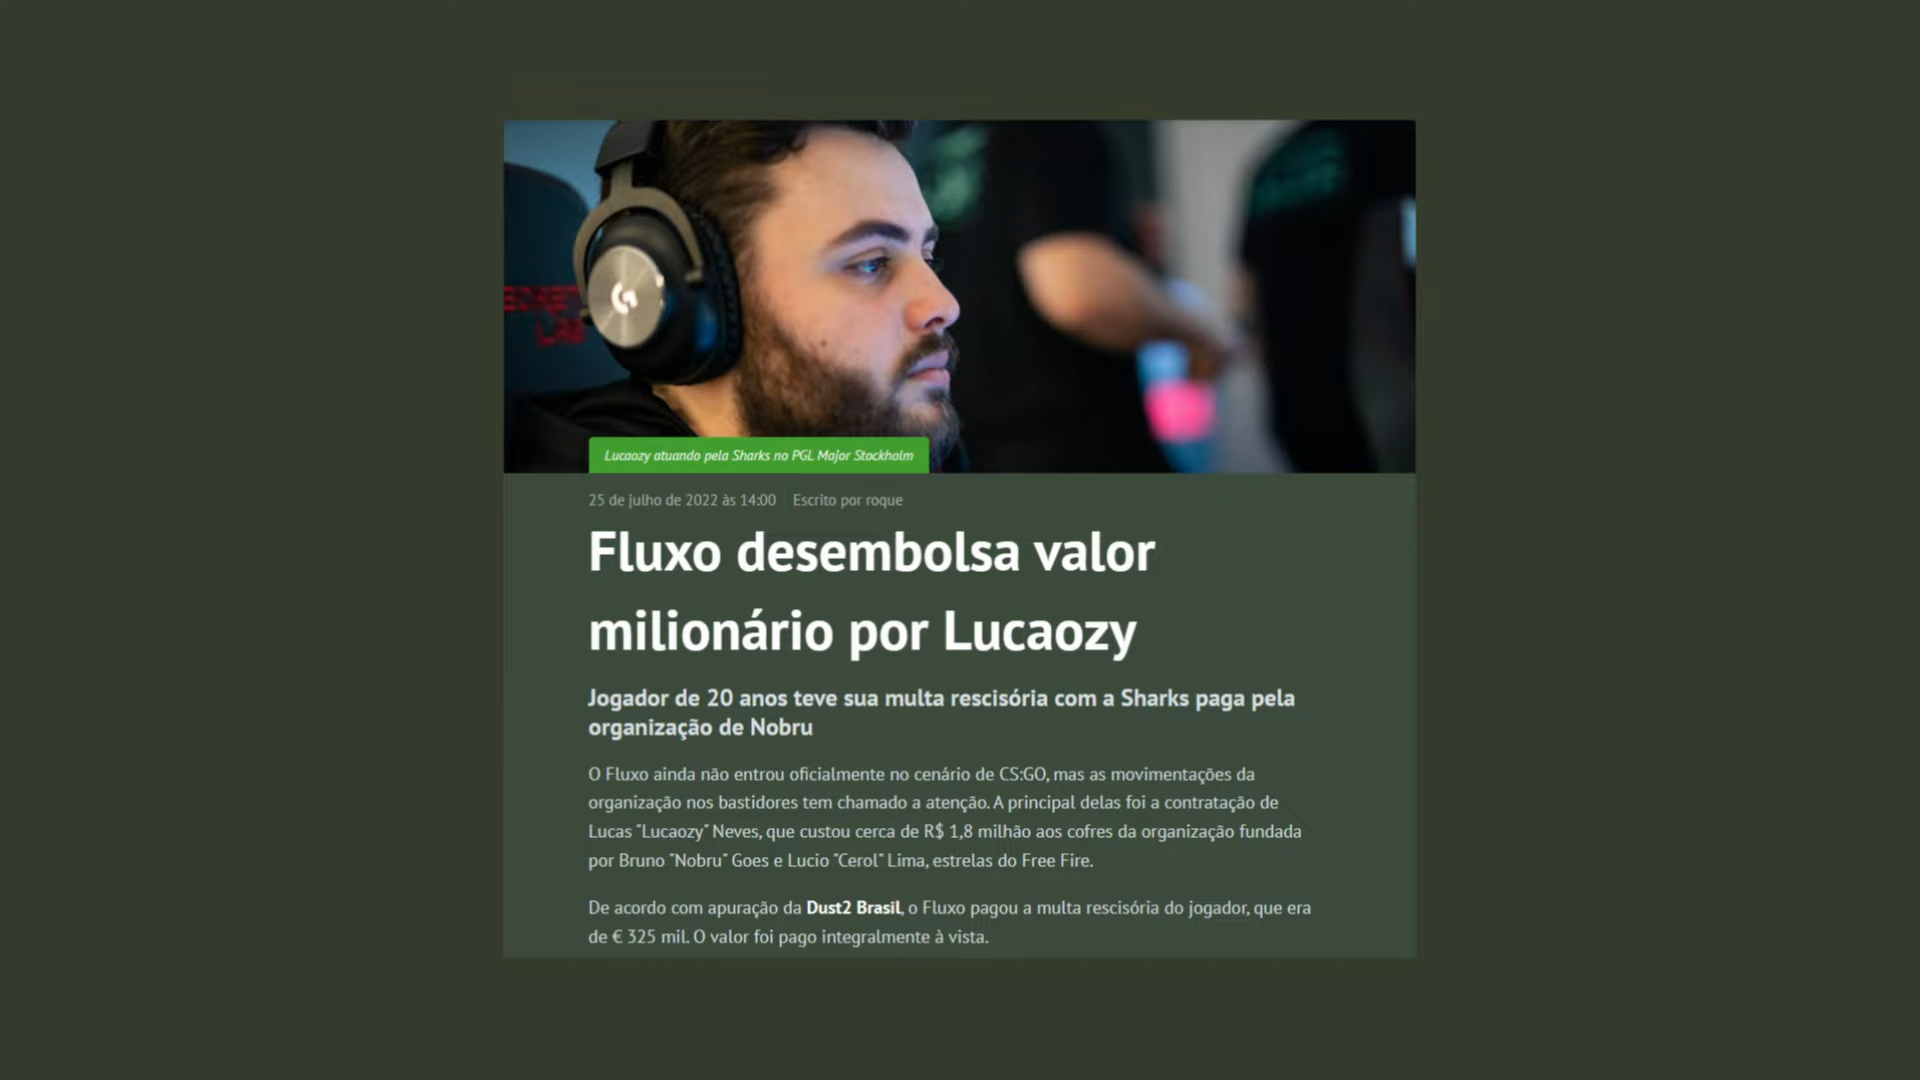 SECRET
LAB
Lucaozy atuando pela Sharks no PGL Major Stockholm
25 de julho de 2022 às 14:00 Escrito por roque
Fluxo desembolsa valor
milionário por Lucaozy
Jogador de 20 anos teve sua multa rescisória com a Sharks paga pela
organização de Nobru
O Fluxo ainda não entrou oficialmente no cenário de CS:GO, mas as movimentações da
organização nos bastidores tem chamado a atenção. A principal delas foi a contratação de
Lucas "Lucaozy" Neves, que custou cerca de R$ 1,8 milhão aos cofres da organização fundada
por Bruno "Nobru" Goes e Lucio "Cerol" Lima, estrelas do Free Fire.
De acordo com apuração da Dust2 Brasil, o Fluxo pagou a multa rescisória do jogador, que era
de € 325 mil. O valor foi pago integralmente à vista.